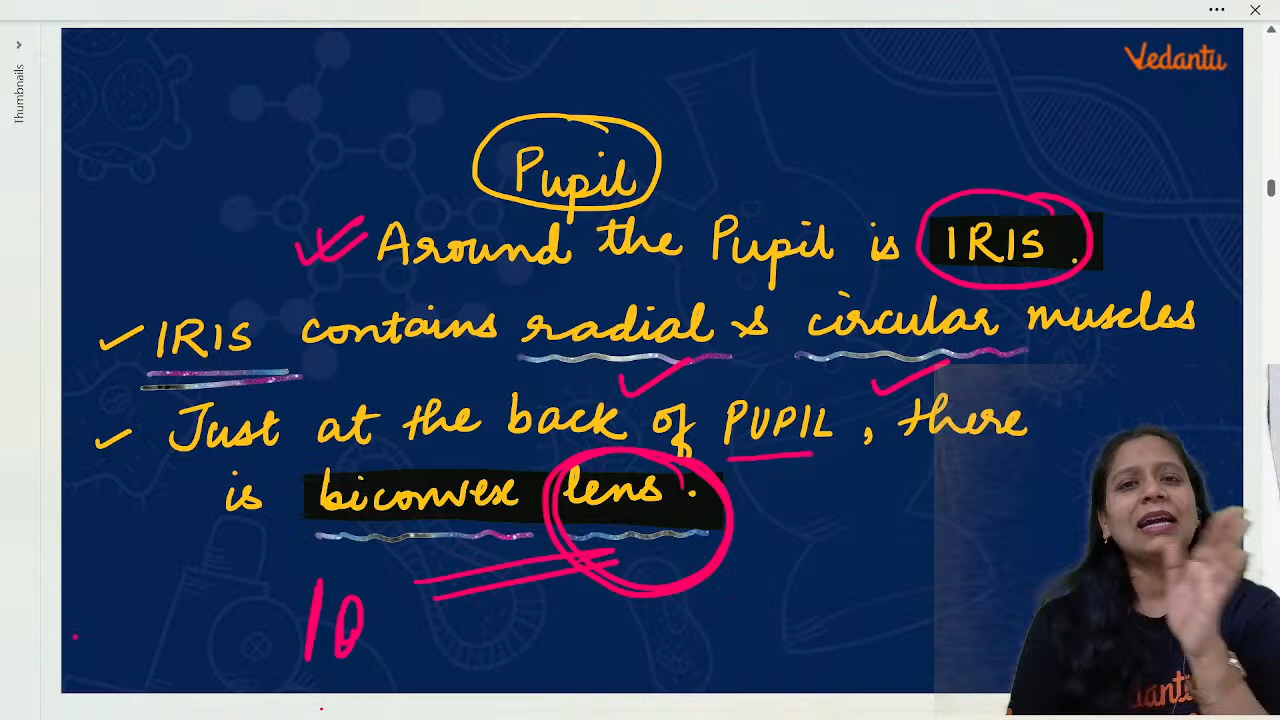 Thumbnails
Vedantu
Pupil
Around the Pupil is IRIS.
IRIS contains radial & circular muscles
Just at the back of PUPIL, there
is biconvex lens.